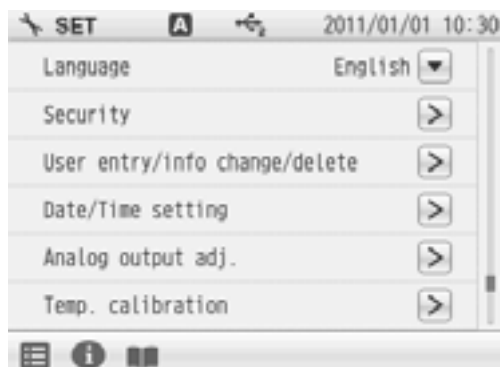 SET A 2 2011/01/01 10:30
Language English
Security
User entry/info change/delete
Date/Time setting
Analog output adj.
Temp. calibration